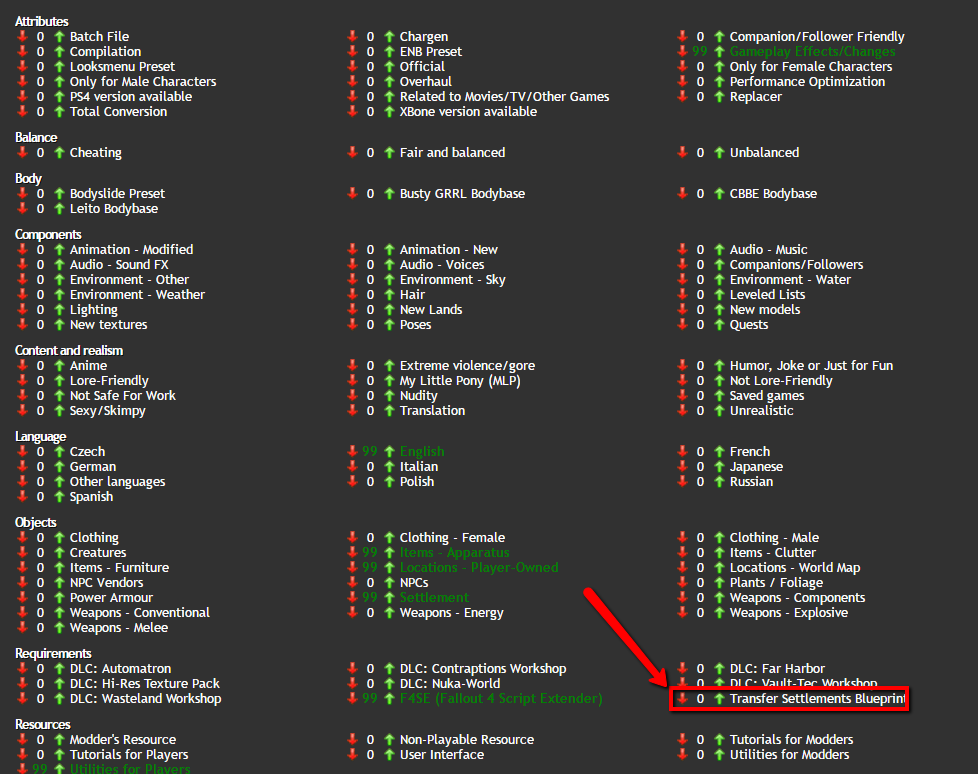 Attributes
0 Batch File 0 Chargen 0 Companion/Follower Friendly
0 Compilation 0 ENB Preset 99 Gameplay Effects/Changes
0 Looksmenu Preset 0 Official 0 Only for Female Characters
0 Only for Male Characters 0 Overhaul 0 Performance Optimization
0 PS4 version available 0 Related to Movies/TV/Other Games 0 Replacer
0 Total Conversion 0 XBone version available
Balance
0 Cheating 0 Fair and balanced 0 Unbalanced
Body
0 Bodyslide Preset 0 Busty GRRL Bodybase 0 CBBE Bodybase
0 Leito Bodybase
Components
0 Animation - Modified 0 Animation - New 0 Audio - Music
0 Audio - Sound FX 0 Audio - Voices 0 Companions/Followers
0 Environment - Other 0 Environment - Sky 0 Environment - Water
0 Environment - Weather 0 Hair 0 Leveled Lists
0 Lighting 0 New Lands 0 New models
0 New textures 0 Poses 0 Quests
Content and realism
0 Anime 0 Extreme violence/gore 0 Humor, Joke or Just for Fun
0 Lore-Friendly 0 My Little Pony (MLP) 0 Not Lore-Friendly
0 Not Safe For Work 0 Nudity 0 Saved games
0 Sexy/Skimpy 0 Translation 0 Unrealistic
Language
0 Czech 99 English 0 French
0 German 0 Italian 0 Japanese
0 Other languages 0 Polish 0 Russian
0 Spanish
Objects
0 Clothing 0 Clothing - Female 0 Clothing - Male
0 Creatures 99 Items - Apparatus 0 Items - Clutter
0 Items - Furniture 99 Locations - Player-Owned 0 Locations - World Map
0 NPC Vendors 0 NPCs 0 Plants / Foliage
0 Power Armour 99 Settlement 0 Weapons - Components
0 Weapons - Conventional 0 Weapons - Energy 0 Weapons - Explosive
0 Weapons - Melee
Requirements
0 DLC: Automatron 0 DLC: Contraptions Workshop 0 DLC: Far Harbor
0 DLC: Hi-Res Texture Pack 0 DLC: Nuka-World 0 DLC: Vault-Tec Workshop
0 DLC: Wasteland Workshop 99 F4SE (Fallout 4 Script Extender) 0 Transfer Settlements Blueprint
Resources
0 Modder's Resource 0 Non-Playable Resource 0 Tutorials for Modders
0 Tutorials for Players 0 User Interface 0 Utilities for Modders
99 Utilities for Players